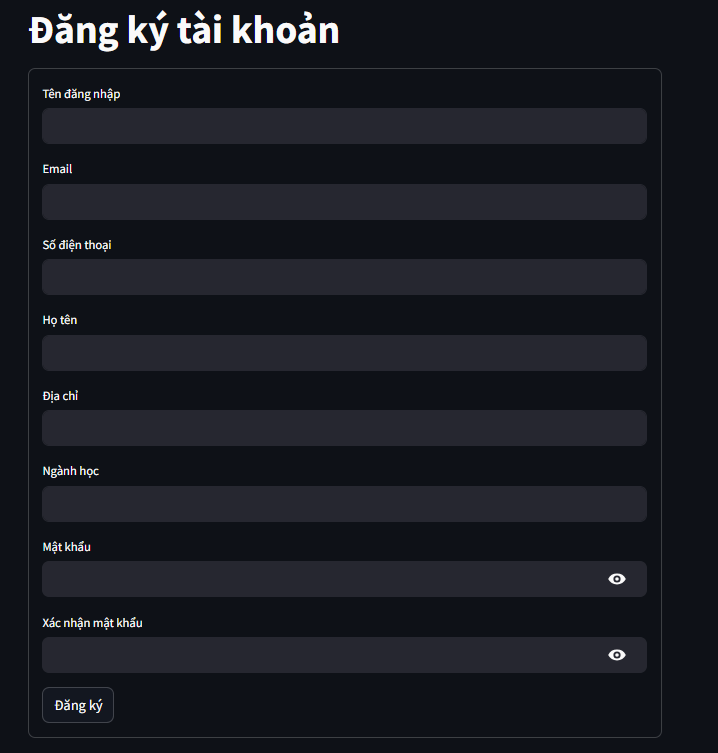 Đăng ký tài khoản
Tên đăng nhập
Email
Số điện thoại
Họ tên
Địa chỉ
Ngành học
Mật khẩu
Xác nhận mật khẩu
Đăng ký